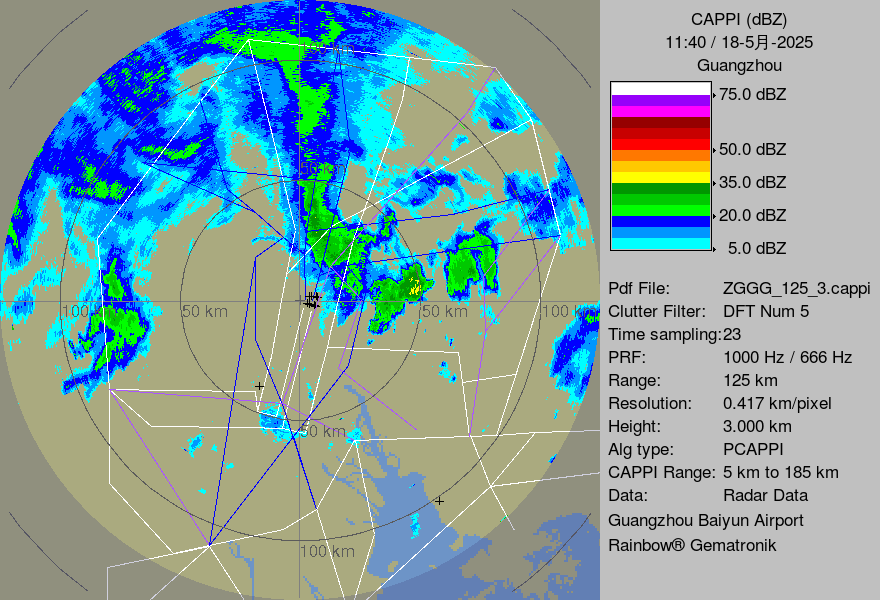 CAPPI (dBZ)
11:40 / 18-5月-2025
Guangzhou
75.0 dBZ
50.0 dBZ
35.0 dBZ
20.0 dBZ
5.0 dBZ
Pdf File: ZGGG_125_3.cappi
Clutter Filter: DFT Num 5
Time sampling:23
PRF: 1000 Hz / 666 Hz
Range: 125 km
Resolution: 0.417 km/pixel
Height: 3.000 km
Alg type: PCAPPI
CAPPI Range: 5 km to 185 km
Data: Radar Data
Guangzhou Baiyun Airport
Rainbow® Gematronik
100 km
50 km
50 km
100 km
50 km
100 km